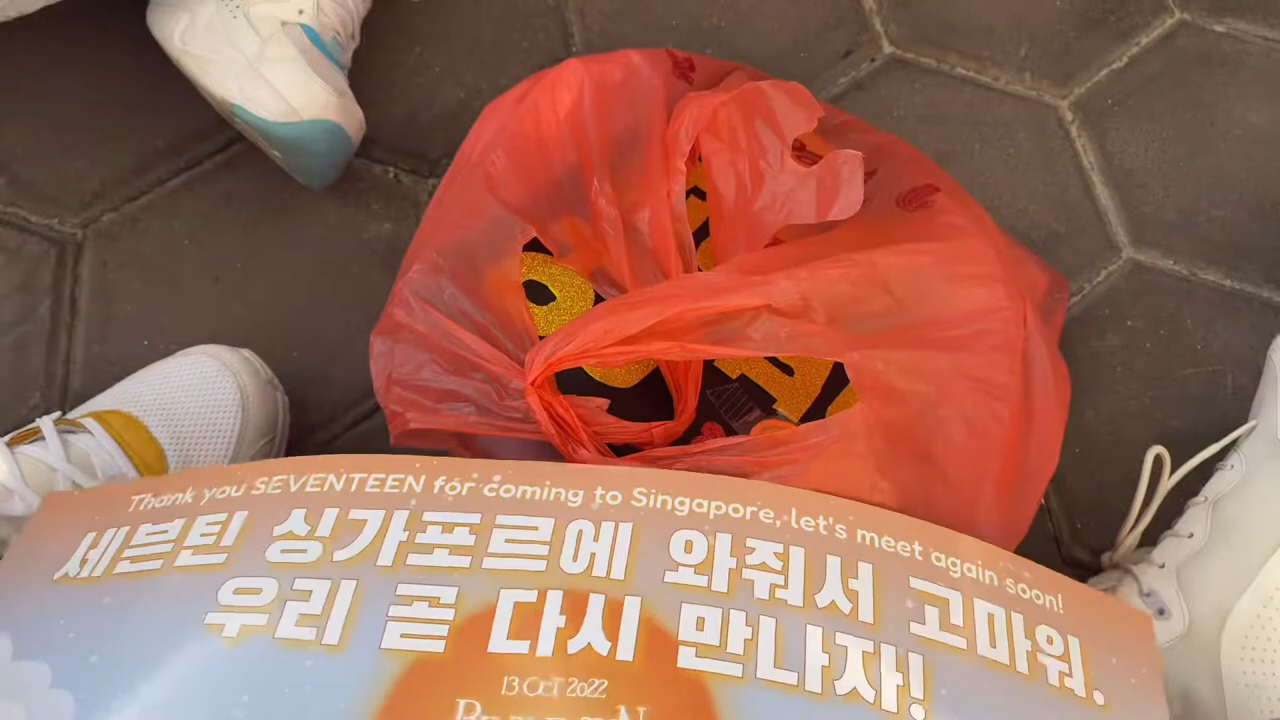 Thank you SEVENTEEN for coming to Singapore, let's meet again soon!
세븐틴 싱가포르에 와줘서 고마워.
우리 곧 다시 만나자!
13 OCT 2022